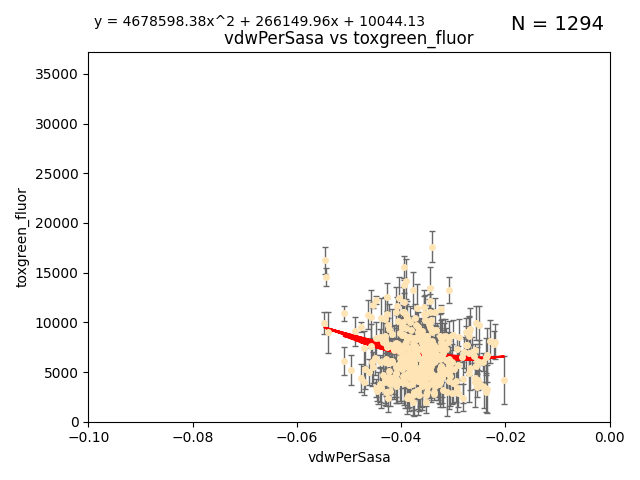 y = 4678598.38x^2 + 266149.96x + 10044.13
N = 1294
vdwPerSasa vs toxgreen_fluor
35000
30000
25000
20000
15000
10000
5000
0
toxgreen_fluor
−0.10
−0.08
−0.06
−0.04
−0.02
0.00
vdwPerSasa